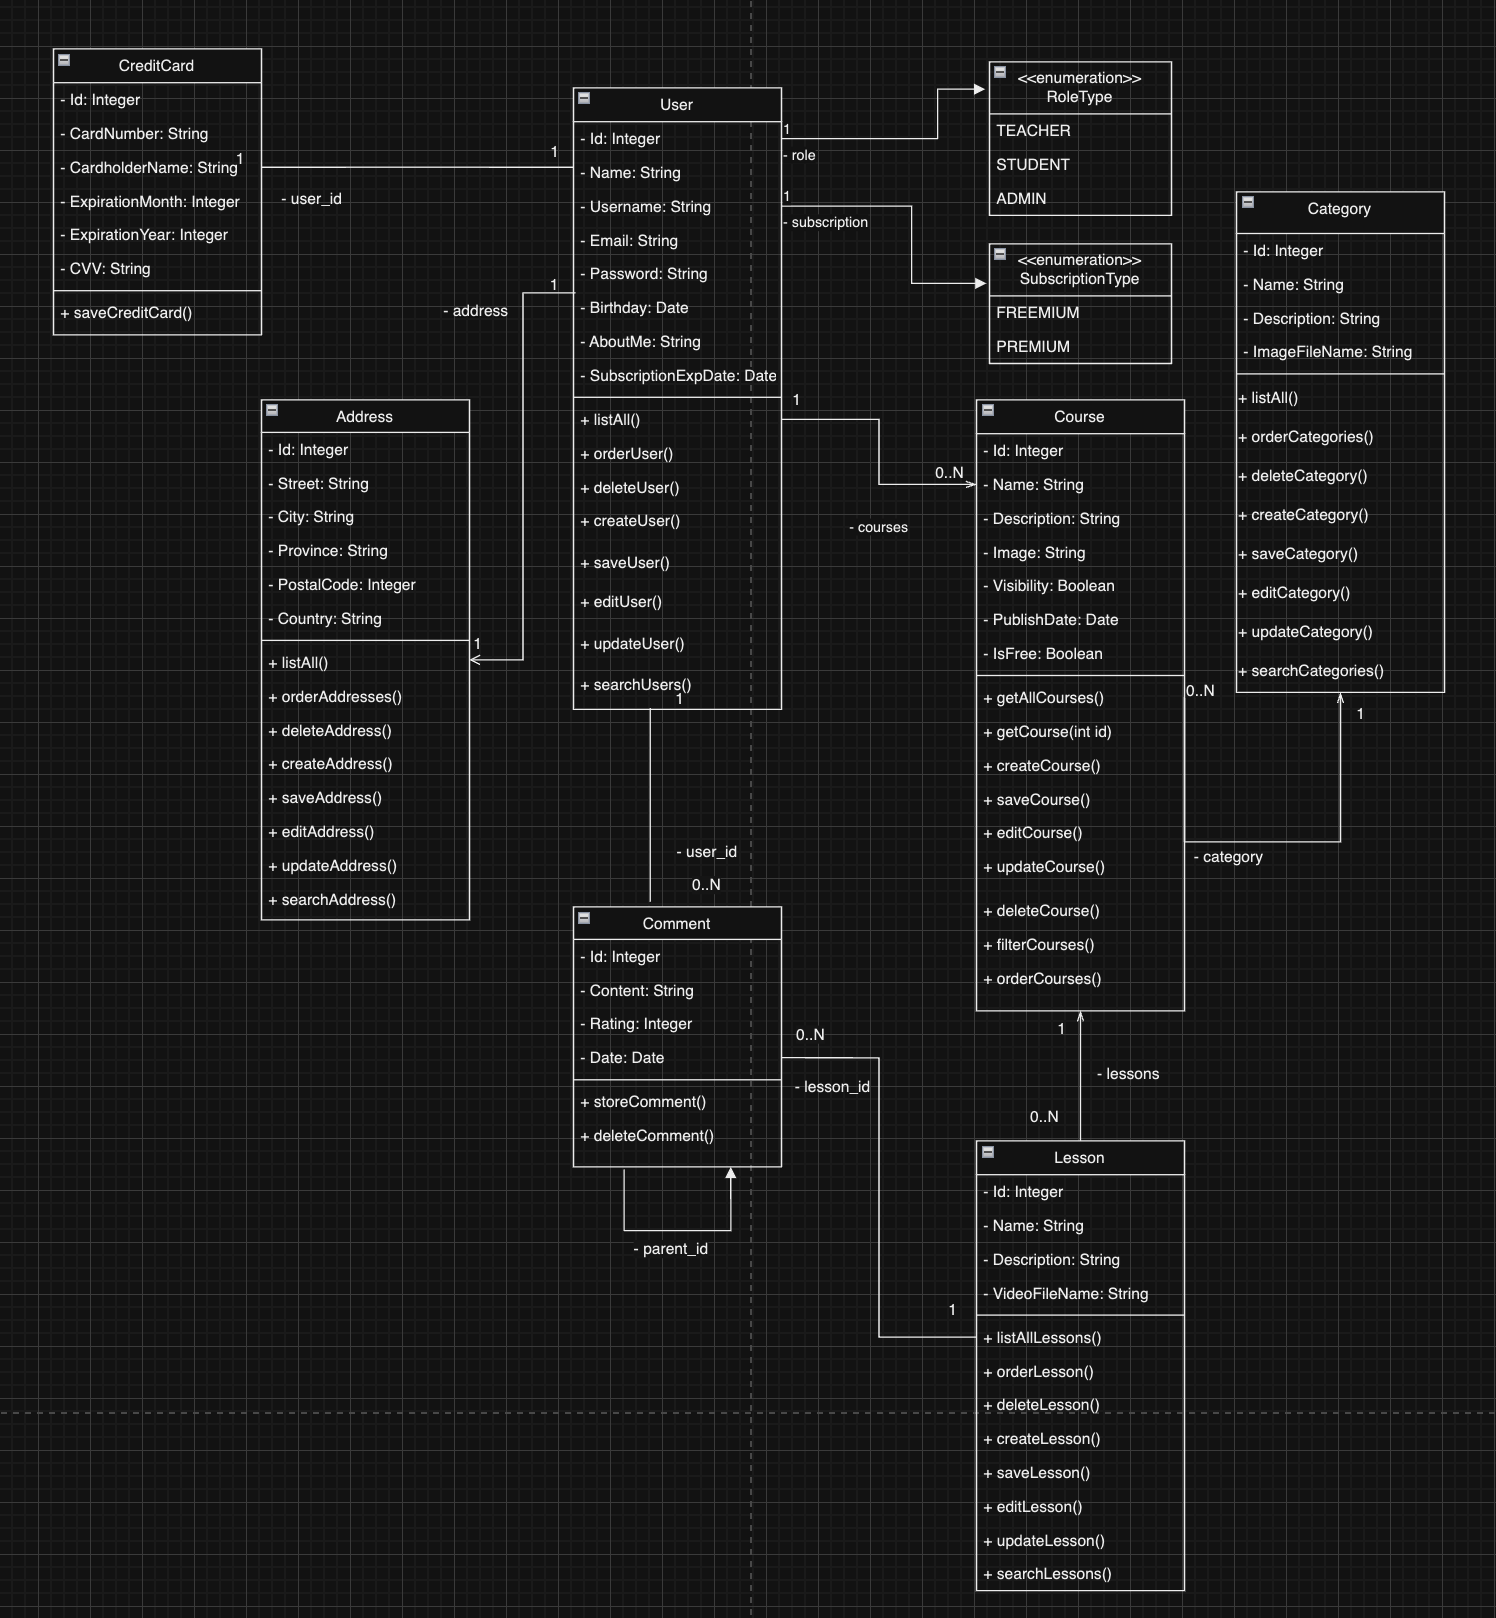 CreditCard
- Id: Integer
- CardNumber: String
- CardholderName: String
- ExpirationMonth: Integer
- ExpirationYear: Integer
- CVV: String
+ saveCreditCard()
1
1
- user_id
User
- Id: Integer
- Name: String
- Username: String
- Email: String
- Password: String
- Birthday: Date
- AboutMe: String
- SubscriptionExpDate: Date
+ listAll()
+ orderUser()
+ deleteUser()
+ createUser()
+ saveUser()
+ editUser()
+ updateUser()
+ searchUsers()
1
- role
1
- subscription
<<enumeration>>
RoleType
TEACHER
STUDENT
ADMIN
<<enumeration>>
SubscriptionType
FREEMIUM
PREMIUM
Category
- Id: Integer
- Name: String
- Description: String
- ImageFileName: String
+ listAll()
+ orderCategories()
+ deleteCategory()
+ createCategory()
+ saveCategory()
+ editCategory()
+ updateCategory()
+ searchCategories()
1
- address
1
Address
- Id: Integer
- Street: String
- City: String
- Province: String
- PostalCode: Integer
- Country: String
+ listAll()
+ orderAddresses()
+ deleteAddress()
+ createAddress()
+ saveAddress()
+ editAddress()
+ updateAddress()
+ searchAddress()
1
0..N
- courses
Course
- Id: Integer
- Name: String
- Description: String
- Image: String
- Visibility: Boolean
- PublishDate: Date
- IsFree: Boolean
+ getAllCourses()
+ getCourse(int id)
+ createCourse()
+ saveCourse()
+ editCourse()
+ updateCourse()
+ deleteCourse()
+ filterCourses()
+ orderCourses()
0..N
1
- category
1
- user_id
0..N
Comment
- Id: Integer
- Content: String
- Rating: Integer
- Date: Date
+ storeComment()
+ deleteComment()
- parent_id
0..N
- lesson_id
1
1
- lessons
0..N
Lesson
- Id: Integer
- Name: String
- Description: String
- VideoFileName: String
+ listAllLessons()
+ orderLesson()
+ deleteLesson()
+ createLesson()
+ saveLesson()
+ editLesson()
+ updateLesson()
+ searchLessons()